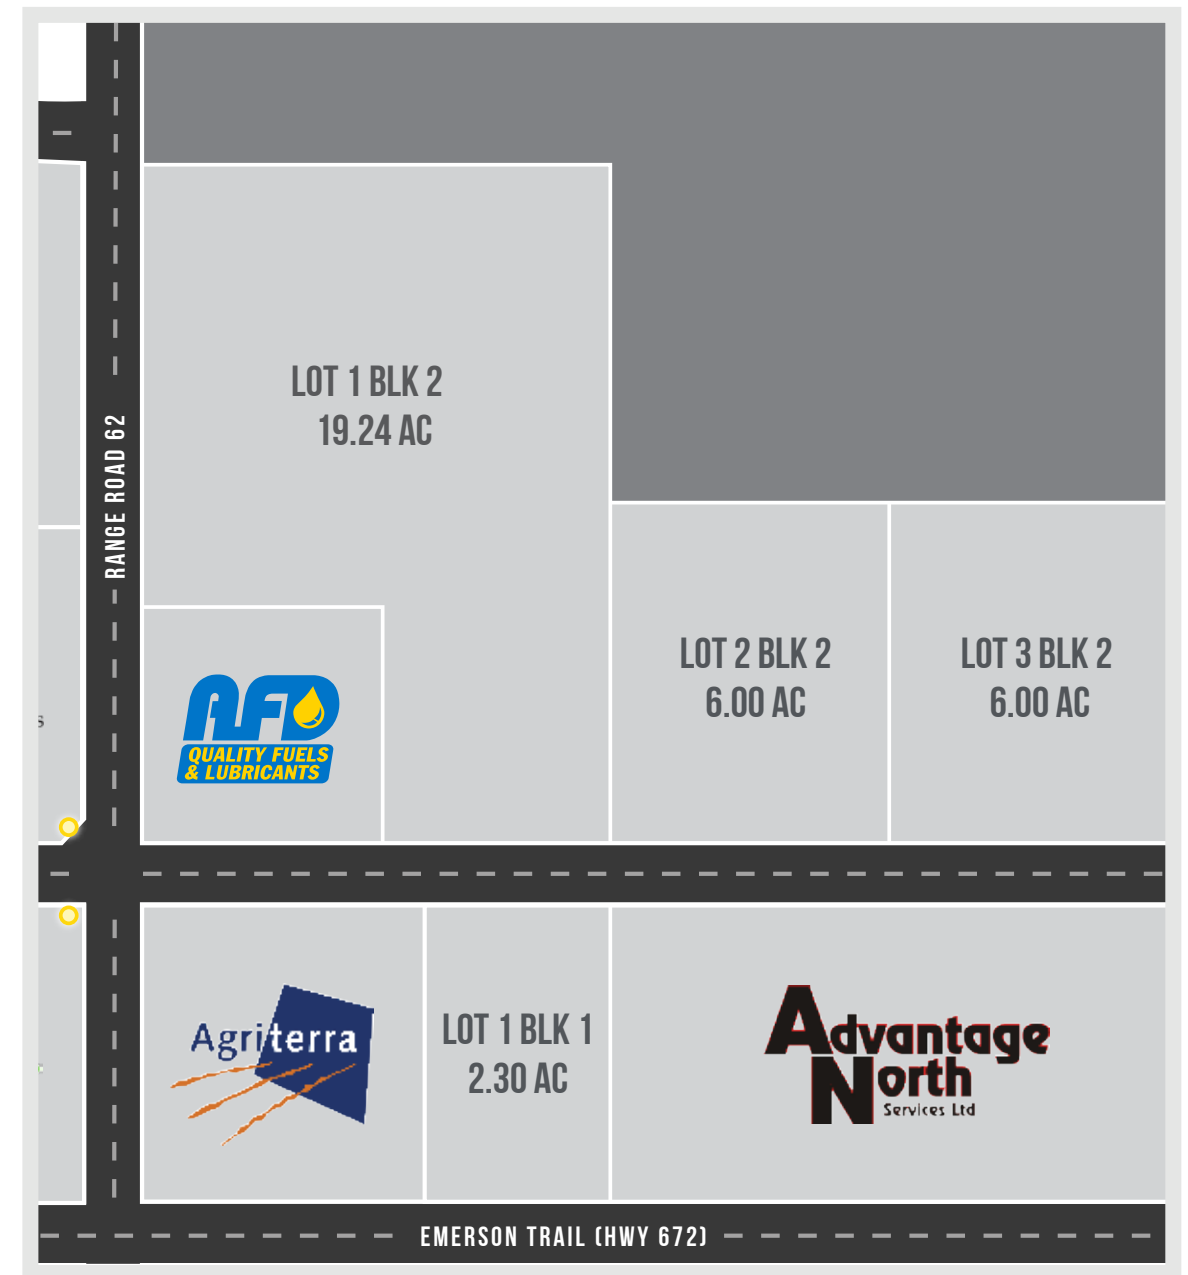 LOT 1 BLK 2
19.24 AC
RANGE ROAD 62
LOT 2 BLK 2
6.00 AC
LOT 3 BLK 2
6.00 AC
AFD
QUALITY FUELS
& LUBRICANTS
Agriterra
LOT 1 BLK 1
2.30 AC
Advantage
North
Services Ltd
EMERSON TRAIL (HWY 672)